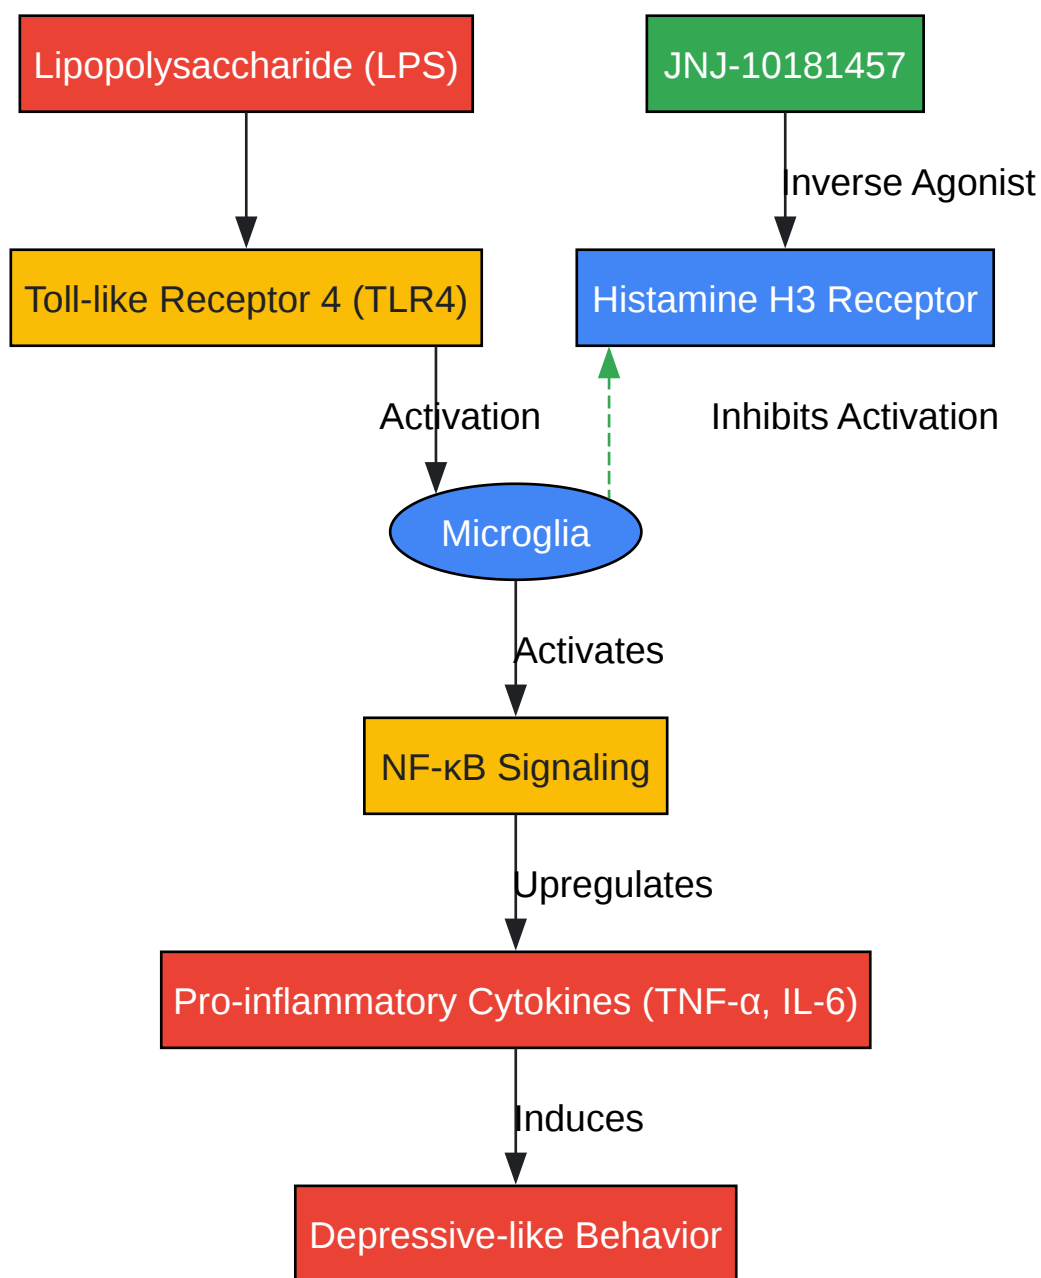 Lipopolysaccharide (LPS)
JNJ-10181457
Inverse Agonist
Toll-like Receptor 4 (TLR4)
Histamine H3 Receptor
Activation
Inhibits Activation
Microglia
Activates
NF-κB Signaling
Upregulates
Pro-inflammatory Cytokines (TNF-α, IL-6)
Induces
Depressive-like Behavior